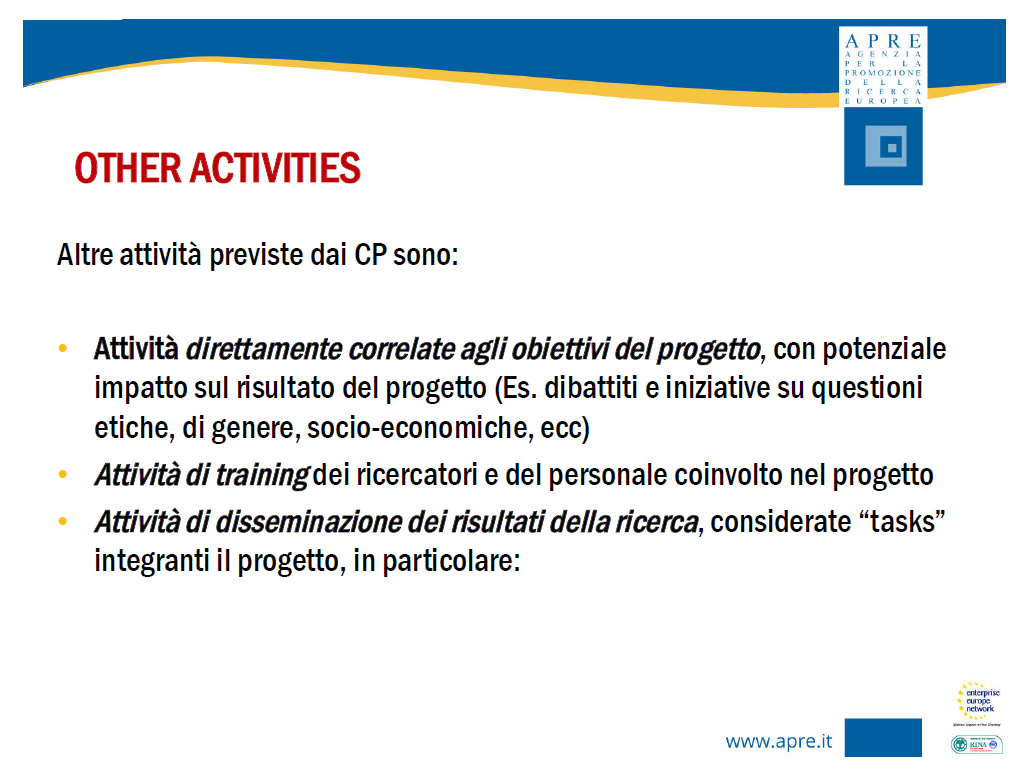 A P R E
AGENZIA
PER LA
PROMOZIONE
DELLA
RICERCA
EUROPEA
OTHER ACTIVITIES
Altre attività previste dai CP sono:
• Attività direttamente correlate agli obiettivi del progetto, con potenziale
impatto sul risultato del progetto (Es. dibattiti e iniziative su questioni
etiche, di genere, socio-economiche, ecc)
• Attività di training dei ricercatori e del personale coinvolto nel progetto
• Attività di disseminazione dei risultati della ricerca, considerate “tasks”
integranti il progetto, in particolare:
enterprise
europe
network
www.apre.it
RINA